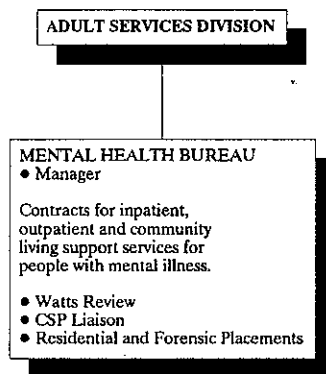 ADULT SERVICES DIVISION
MENTAL HEALTH BUREAU
● Manager
Contracts for inpatient,
outpatient and community
living support services for
people with mental illness.
● Watts Review
● CSP Liaison
● Residential and Forensic Placements